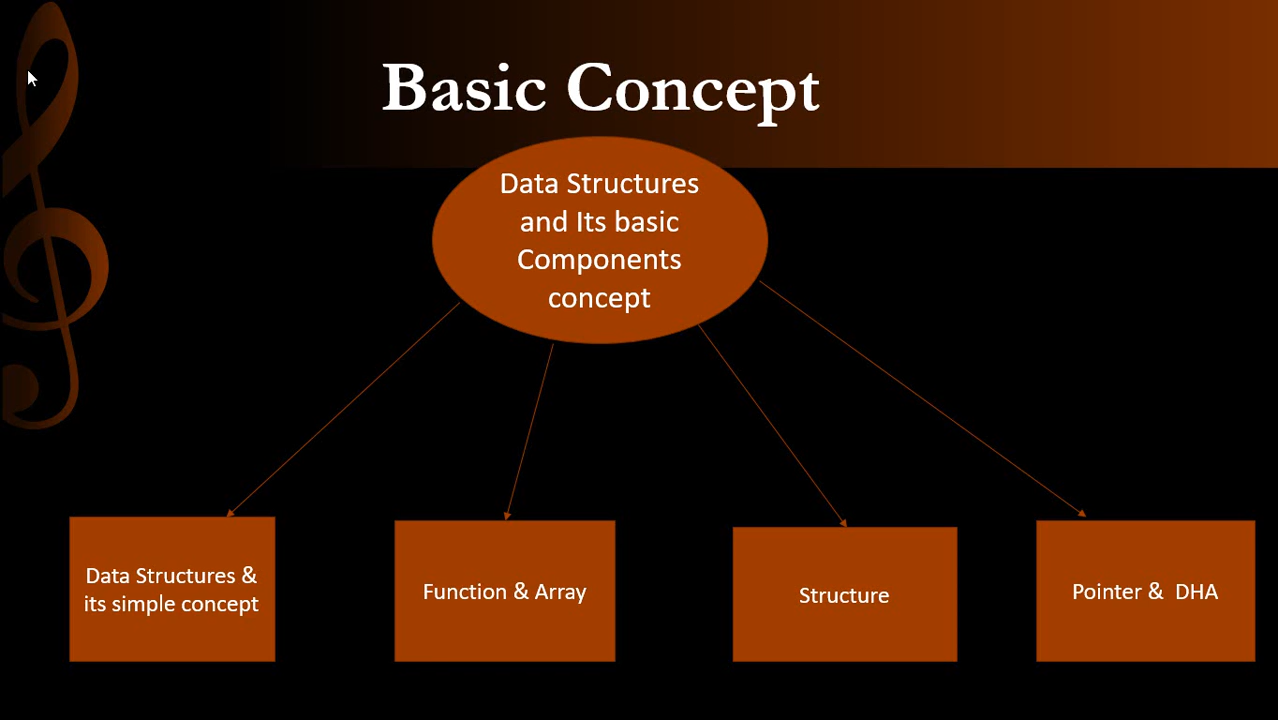 Basic Concept
Data Structures
and Its basic
Components
concept
Data Structures &
its simple concept
Function & Array
Structure
Pointer &  DHA